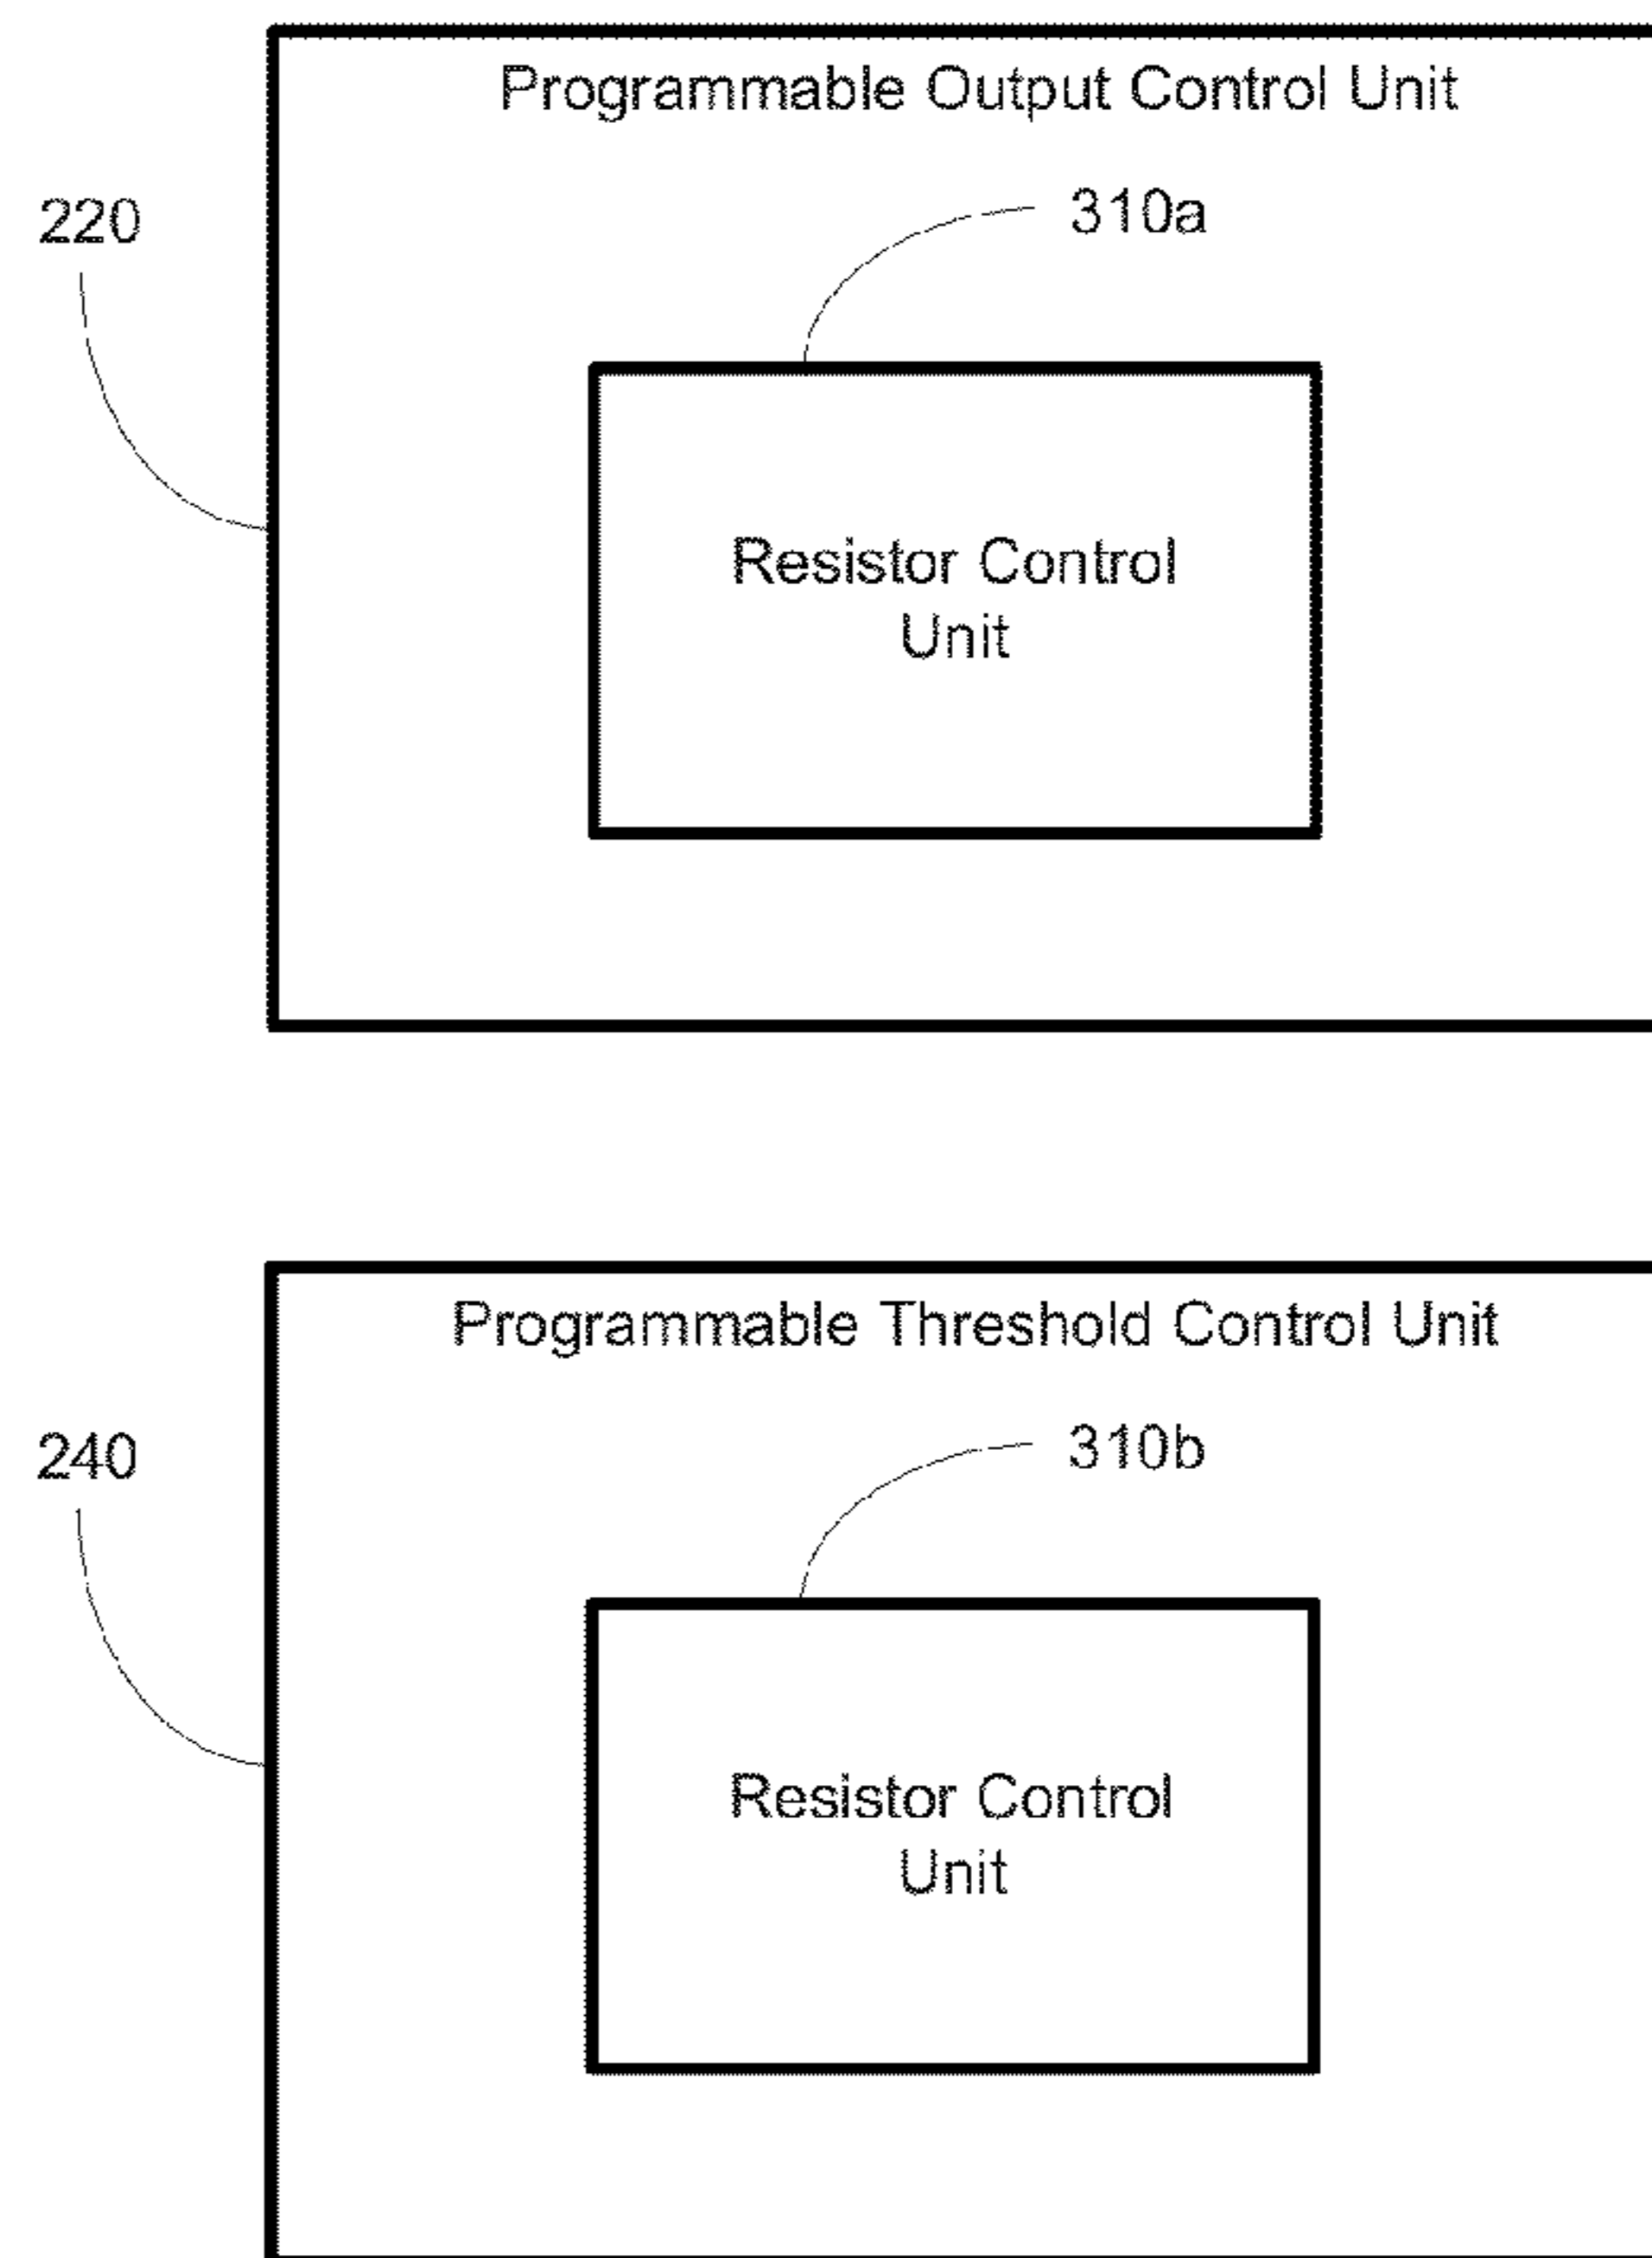 Programmable Output Control Unit
220
310a
Resistor Control
Unit
Programmable Threshold Control Unit
240
310b
Resistor Control
Unit